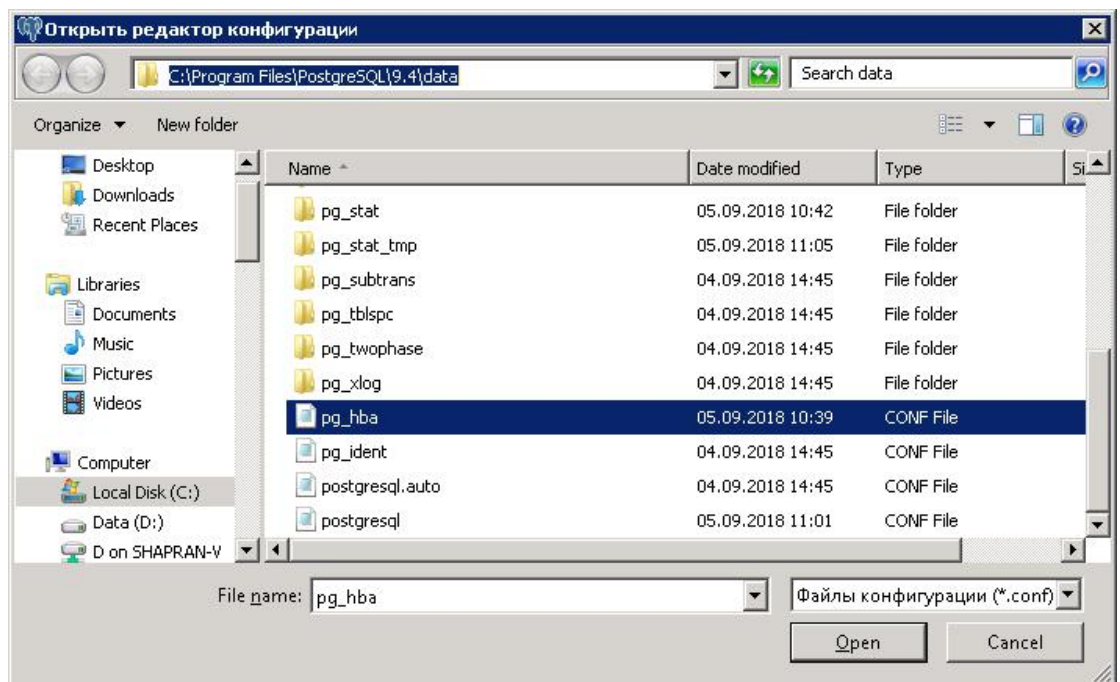 Открыть редактор конфигурации
C:\Program Files\PostgreSQL\9.4\data
Search data
Organize
New folder
Desktop
Downloads
Recent Places
Libraries
Documents
Music
Pictures
Videos
Computer
Local Disk (C:)
Data (D:)
D on SHAPRAN-V
Name Date modified Type Si
pg_stat 05.09.2018 10:42 File folder
pg_stat_tmp 05.09.2018 11:05 File folder
pg_subtrans 04.09.2018 14:45 File folder
pg_tblspc 04.09.2018 14:45 File folder
pg_twophase 04.09.2018 14:45 File folder
pg_xlog 04.09.2018 14:45 File folder
pg_hba 05.09.2018 10:39 CONF File
pg_ident 04.09.2018 14:45 CONF File
postgresql.auto 04.09.2018 14:45 CONF File
postgresql 05.09.2018 11:01 CONF File
File name: pg_hba
Файлы конфигурации (*.conf)
Open
Cancel